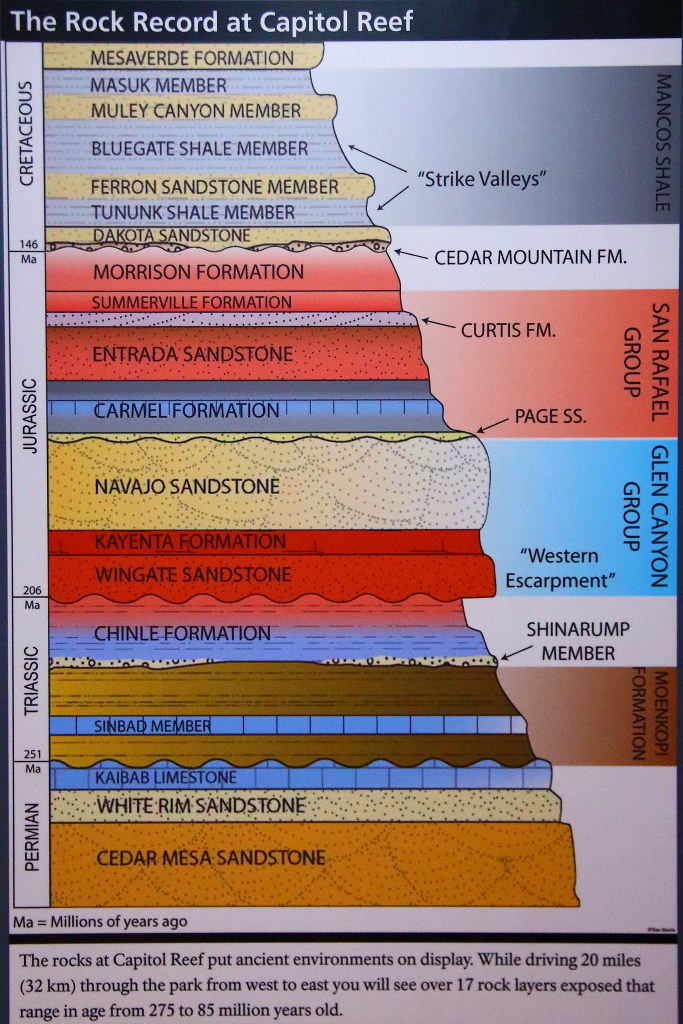 The Rock Record at Capitol Reef
CRETACEOUS
MESAVERDE FORMATION
MASUK MEMBER
MULEY CANYON MEMBER
BLUEGATE SHALE MEMBER
FERRON SANDSTONE MEMBER
TUNUNK SHALE MEMBER
DAKOTA SANDSTONE
"Strike Valleys"
MANCOS SHALE
146
Ma
CEDAR MOUNTAIN FM.
JURASSIC
MORRISON FORMATION
SUMMERVILLE FORMATION
CURTIS FM.
ENTRADA SANDSTONE
CARMEL FORMATION
PAGE SS.
SAN RAFAEL
GROUP
NAVAJO SANDSTONE
KAYENTA FORMATION
WINGATE SANDSTONE
"Western
Escarpment"
GLEN CANYON
GROUP
206
Ma
TRIASSIC
CHINLE FORMATION
SHINARUMP
MEMBER
SINBAD MEMBER
MOENKOPI
FORMATION
251
Ma
PERMIAN
KAIBAB LIMESTONE
WHITE RIM SANDSTONE
CEDAR MESA SANDSTONE
Ma = Millions of years ago
The rocks at Capitol Reef put ancient environments on display. While driving 20 miles
(32 km) through the park from west to east you will see over 17 rock layers exposed that
range in age from 275 to 85 million years old.